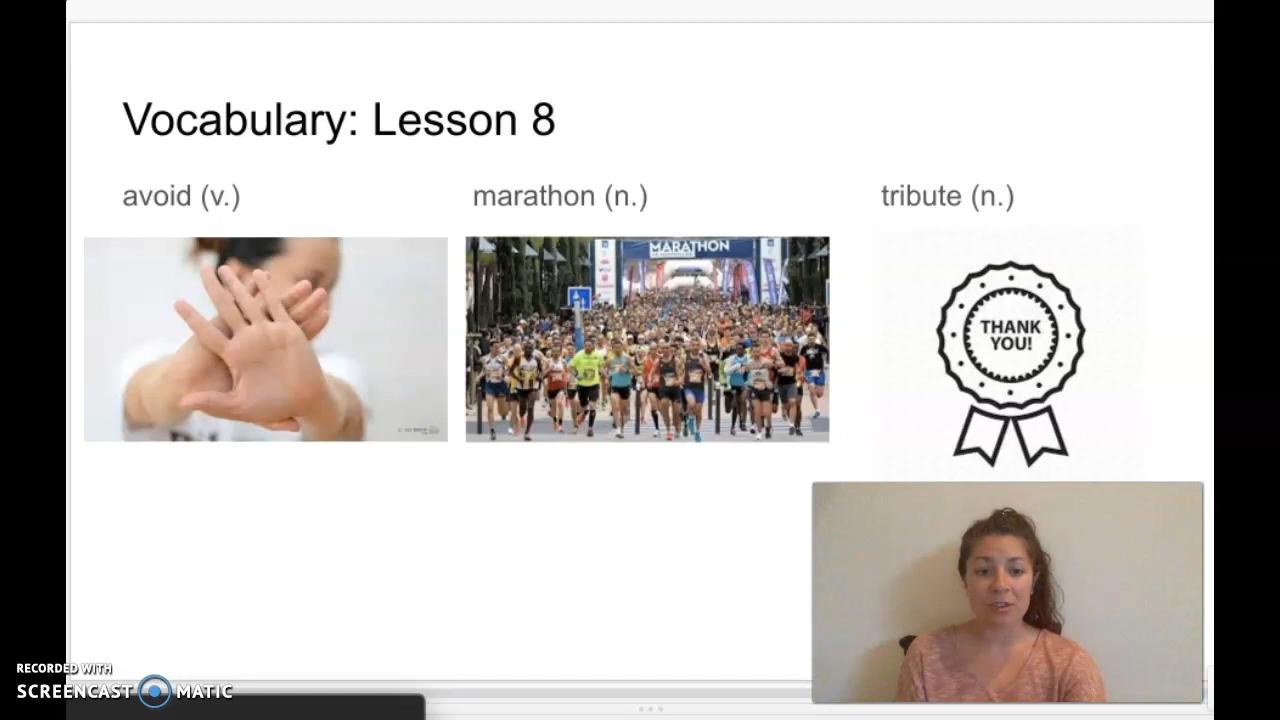 Vocabulary: Lesson 8
avoid (v.)
marathon (n.)
tribute (n.)
MARATHON
THANK
YOU!
RECORDED WITH
SCREENCAST MATIC